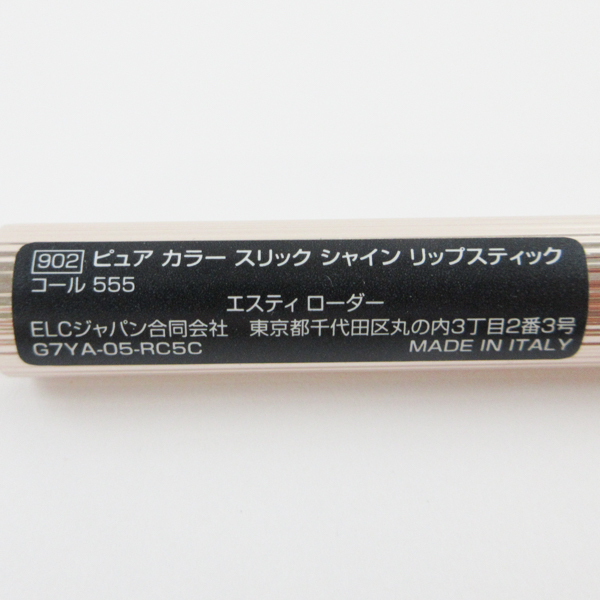 902 ピュア カラー スリック シャイン リップスティック
コール 555
エスティ ローダー
ELCジャパン合同会社　東京都千代田区丸の内3丁目2番3号
G7YA-05-RC5C MADE IN ITALY